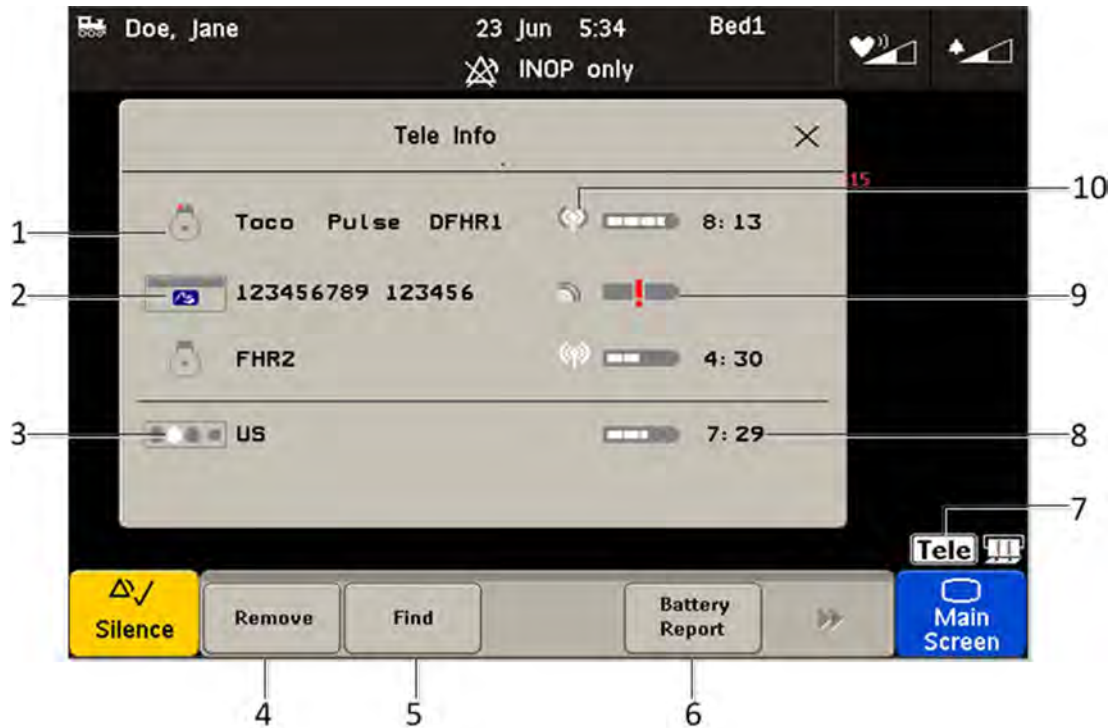 Doe, Jane 23 Jun 5:34 Bed1
INOP only
Tele Info
:15
10
1
Toco Pulse DFHR1 8:13
2
123456789 123456
9
FHR2 4:30
3
US 7:29
8
7
Tele
Silence
Remove
Find
Battery
Report
Main
Screen
4 5 6